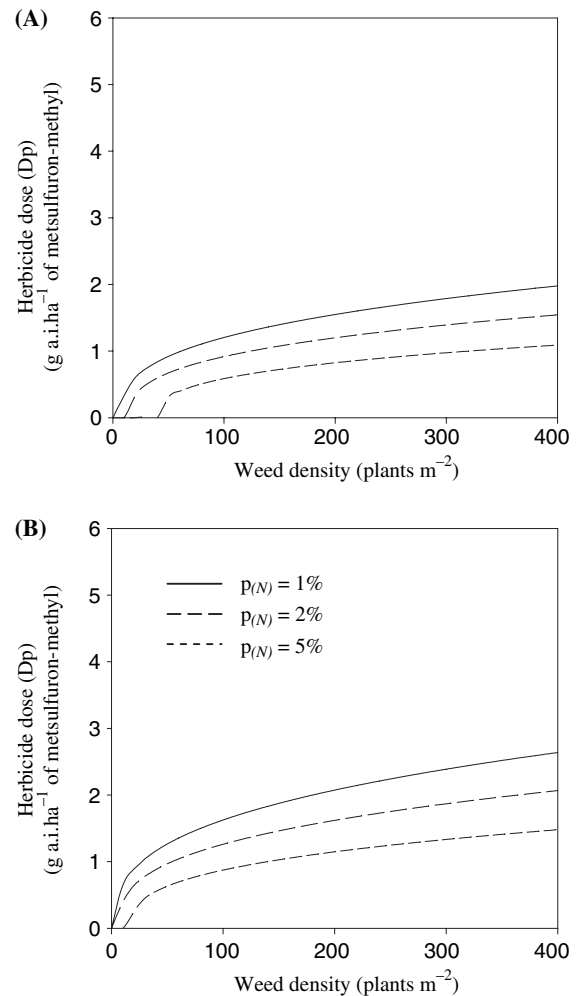 (A)
6
5
4
3
2
1
0
Herbicide dose (Dp)
(g a.i.ha⁻¹ of metsulfuron-methyl)
0 100 200 300 400
Weed density (plants m⁻²)
(B)
6
5
4
3
2
1
0
Herbicide dose (Dp)
(g a.i.ha⁻¹ of metsulfuron-methyl)
p(N) = 1%
p(N) = 2%
p(N) = 5%
0 100 200 300 400
Weed density (plants m⁻²)